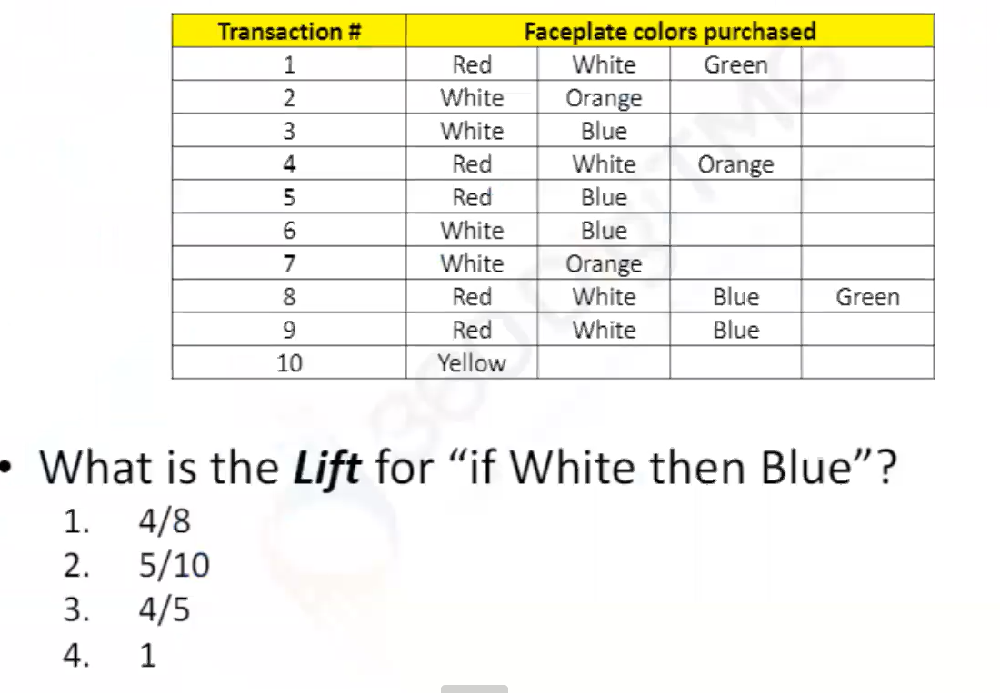 Transaction # Faceplate colors purchased
1 Red White Green
2 White Orange
3 White Blue
4 Red White Orange
5 Red Blue
6 White Blue
7 White Orange
8 Red White Blue Green
9 Red White Blue
10 Yellow
• What is the Lift for “if White then Blue”?
1. 4/8
2. 5/10
3. 4/5
4. 1